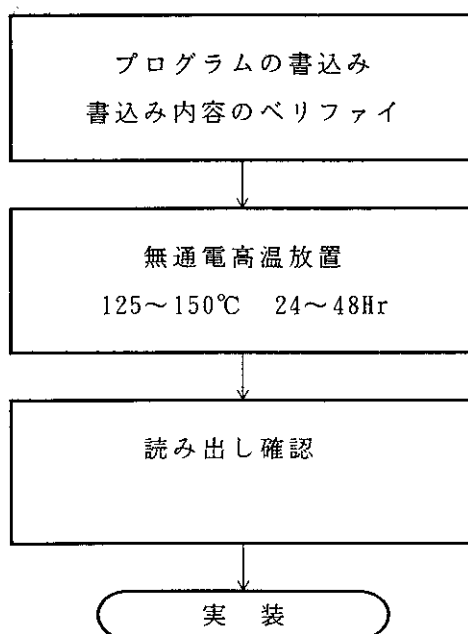 プログラムの書込み
書込み内容のベリファイ
無通電高温放置
125～150℃ 24～48Hr
読み出し確認
実 装